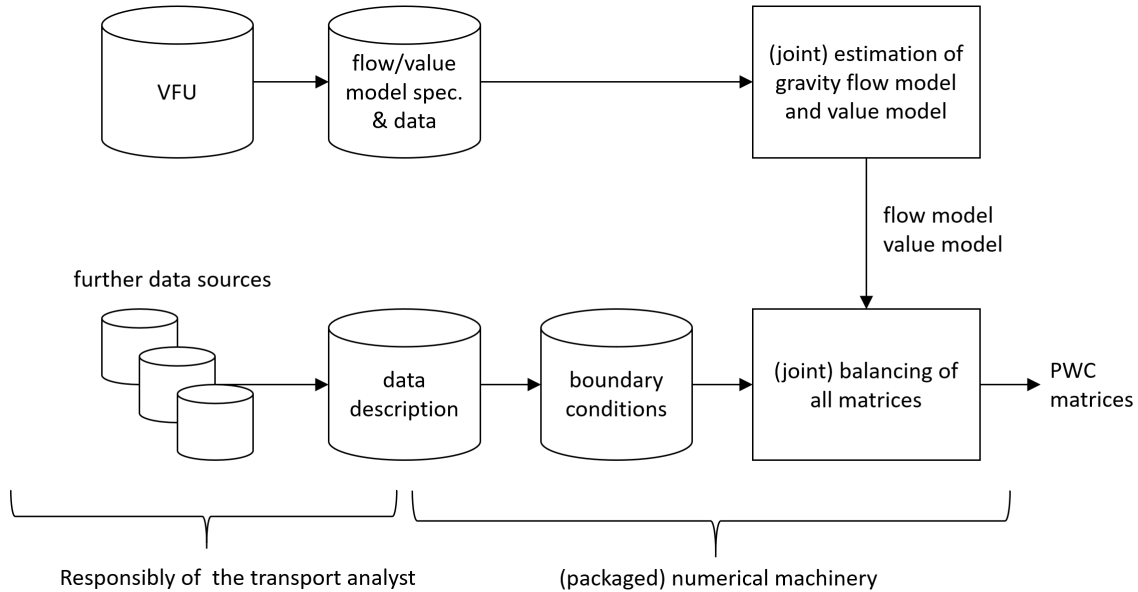 VFU
flow/value
model spec.
& data
(joint) estimation of
gravity flow model
and value model
flow model
value model
further data sources
data
description
boundary
conditions
(joint) balancing of
all matrices
PWC
matrices
Responsibly of  the transport analyst
(packaged) numerical machinery